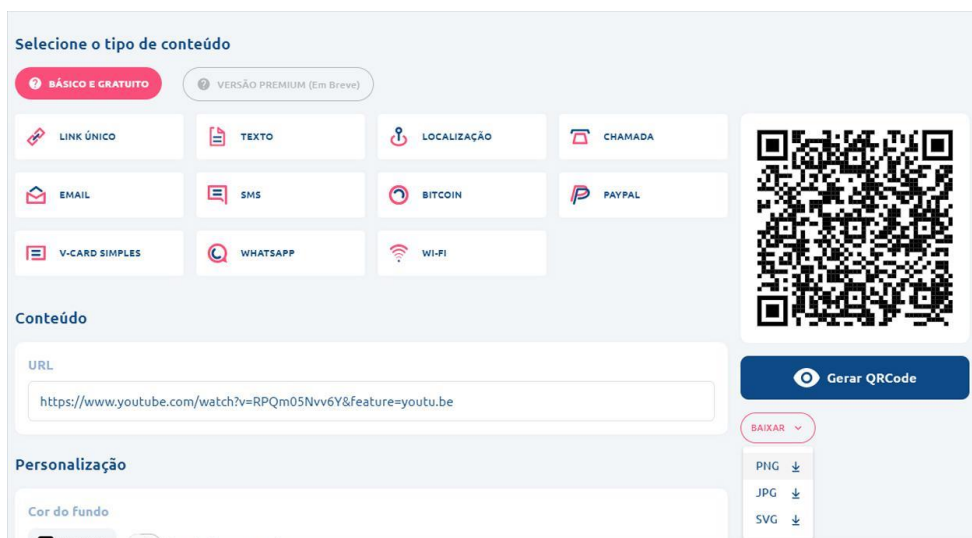 Selecione o tipo de conteúdo
BÁSICO E GRATUITO
VERSÃO PREMIUM (Em Breve)
LINK ÚNICO
TEXTO
LOCALIZAÇÃO
CHAMADA
EMAIL
SMS
BITCOIN
PAYPAL
V-CARD SIMPLES
WHATSAPP
WI-FI
Conteúdo
URL
https://www.youtube.com/watch?v=RPQm05Nvv6Y&feature=youtu.be
Gerar QRCode
BAIXAR
PNG
JPG
SVG
Personalização
Cor do fundo